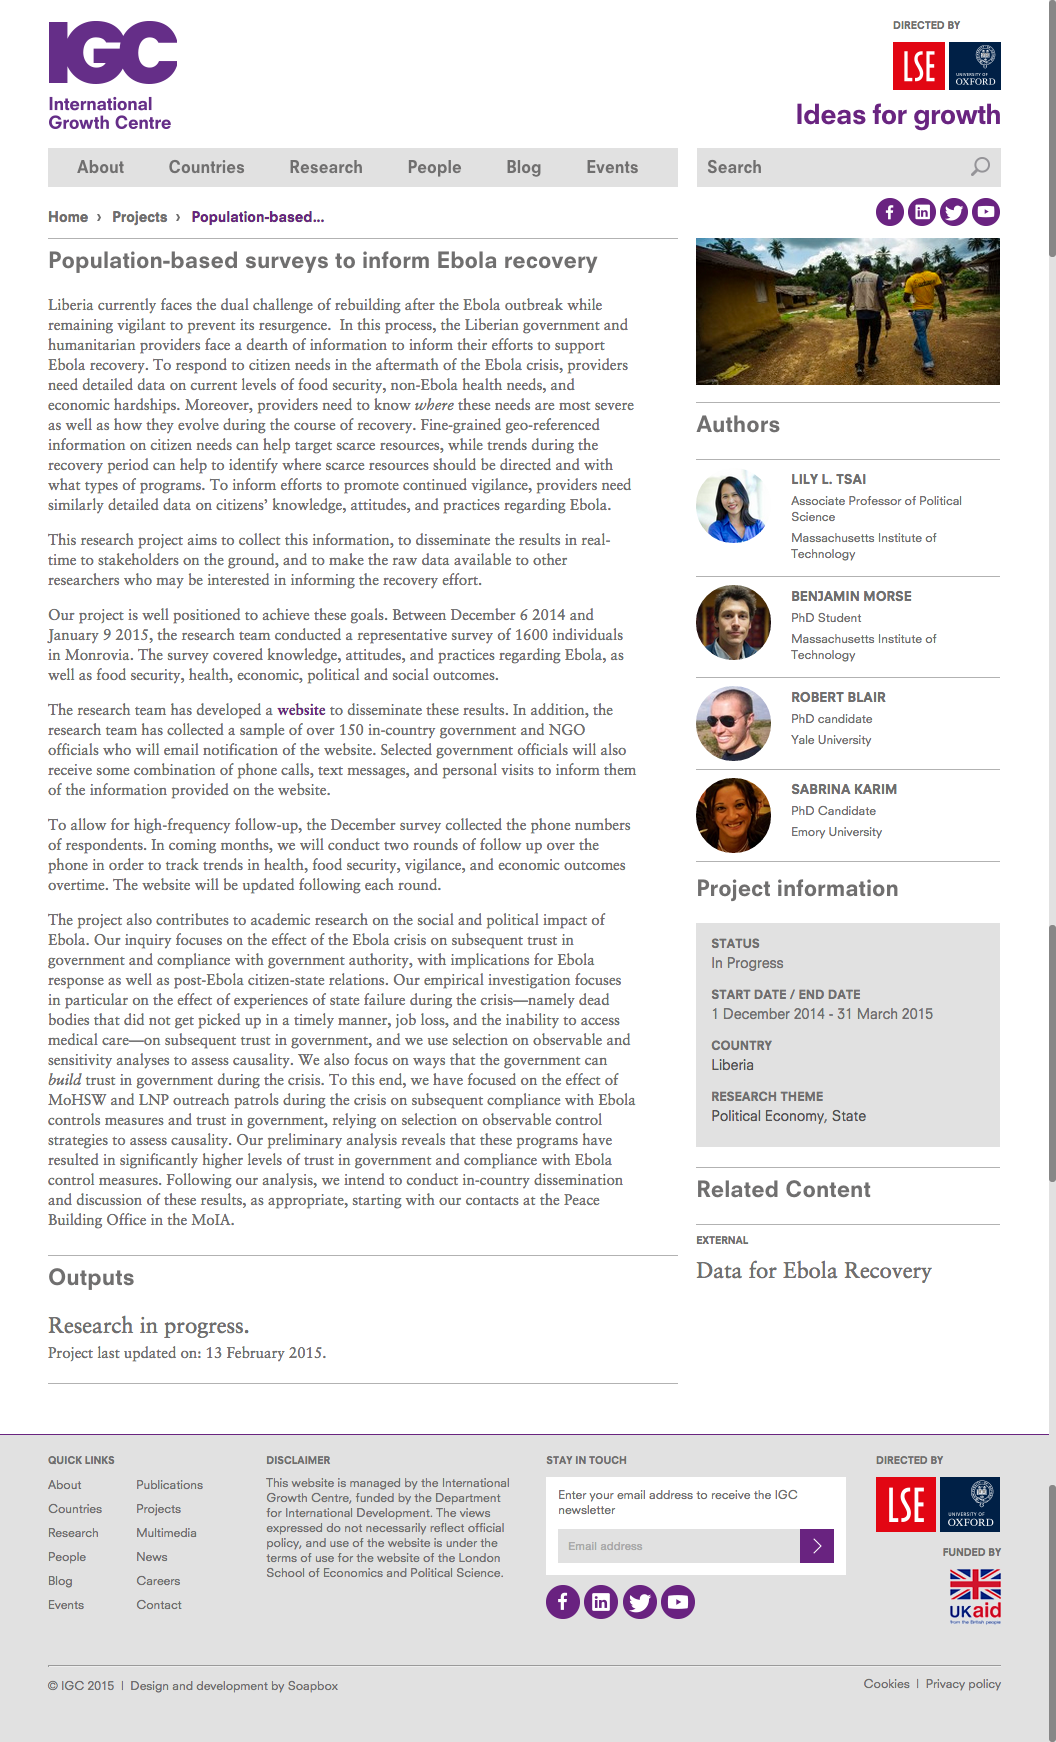 IGC
International
Growth Centre
DIRECTED BY
LSE
UNIVERSITY OF
OXFORD
Ideas for growth
About Countries Research People Blog Events
Search
Home › Projects › Population-based...
Population-based surveys to inform Ebola recovery
Liberia currently faces the dual challenge of rebuilding after the Ebola outbreak while
remaining vigilant to prevent its resurgence. In this process, the Liberian government and
humanitarian providers face a dearth of information to inform their efforts to support
Ebola recovery. To respond to citizen needs in the aftermath of the Ebola crisis, providers
need detailed data on current levels of food security, non-Ebola health needs, and
economic hardships. Moreover, providers need to know where these needs are most severe
as well as how they evolve during the course of recovery. Fine-grained geo-referenced
information on citizen needs can help target scarce resources, while trends during the
recovery period can help to identify where scarce resources should be directed and with
what types of programs. To inform efforts to promote continued vigilance, providers need
similarly detailed data on citizens' knowledge, attitudes, and practices regarding Ebola.
This research project aims to collect this information, to disseminate the results in real-
time to stakeholders on the ground, and to make the raw data available to other
researchers who may be interested in informing the recovery effort.
Our project is well positioned to achieve these goals. Between December 6 2014 and
January 9 2015, the research team conducted a representative survey of 1600 individuals
in Monrovia. The survey covered knowledge, attitudes, and practices regarding Ebola, as
well as food security, health, economic, political and social outcomes.
The research team has developed a website to disseminate these results. In addition, the
research team has collected a sample of over 150 in-country government and NGO
officials who will email notification of the website. Selected government officials will also
receive some combination of phone calls, text messages, and personal visits to inform them
of the information provided on the website.
To allow for high-frequency follow-up, the December survey collected the phone numbers
of respondents. In coming months, we will conduct two rounds of follow up over the
phone in order to track trends in health, food security, vigilance, and economic outcomes
overtime. The website will be updated following each round.
The project also contributes to academic research on the social and political impact of
Ebola. Our inquiry focuses on the effect of the Ebola crisis on subsequent trust in
government and compliance with government authority, with implications for Ebola
response as well as post-Ebola citizen-state relations. Our empirical investigation focuses
in particular on the effect of experiences of state failure during the crisis—namely dead
bodies that did not get picked up in a timely manner, job loss, and the inability to access
medical care—on subsequent trust in government, and we use selection on observable and
sensitivity analyses to assess causality. We also focus on ways that the government can
build trust in government during the crisis. To this end, we have focused on the effect of
MoHSW and LNP outreach patrols during the crisis on subsequent compliance with Ebola
controls measures and trust in government, relying on selection on observable control
strategies to assess causality. Our preliminary analysis reveals that these programs have
resulted in significantly higher levels of trust in government and compliance with Ebola
control measures. Following our analysis, we intend to conduct in-country dissemination
and discussion of these results, as appropriate, starting with our contacts at the Peace
Building Office in the MoIA.
Outputs
Research in progress.
Project last updated on: 13 February 2015.
Authors
LILY L. TSAI
Associate Professor of Political
Science
Massachusetts Institute of
Technology
BENJAMIN MORSE
PhD Student
Massachusetts Institute of
Technology
ROBERT BLAIR
PhD candidate
Yale University
SABRINA KARIM
PhD Candidate
Emory University
Project information
STATUS
In Progress
START DATE / END DATE
1 December 2014 - 31 March 2015
COUNTRY
Liberia
RESEARCH THEME
Political Economy, State
Related Content
EXTERNAL
Data for Ebola Recovery
QUICK LINKS
About Publications
Countries Projects
Research Multimedia
People News
Blog Careers
Events Contact
DISCLAIMER
This website is managed by the International
Growth Centre, funded by the Department
for International Development. The views
expressed do not necessarily reflect official
policy, and use of the website is under the
terms of use for the website of the London
School of Economics and Political Science.
STAY IN TOUCH
Enter your email address to receive the IGC
newsletter
Email address
DIRECTED BY
LSE
UNIVERSITY OF
OXFORD
FUNDED BY
UKaid
from the British people
© IGC 2015 | Design and development by Soapbox
Cookies | Privacy policy